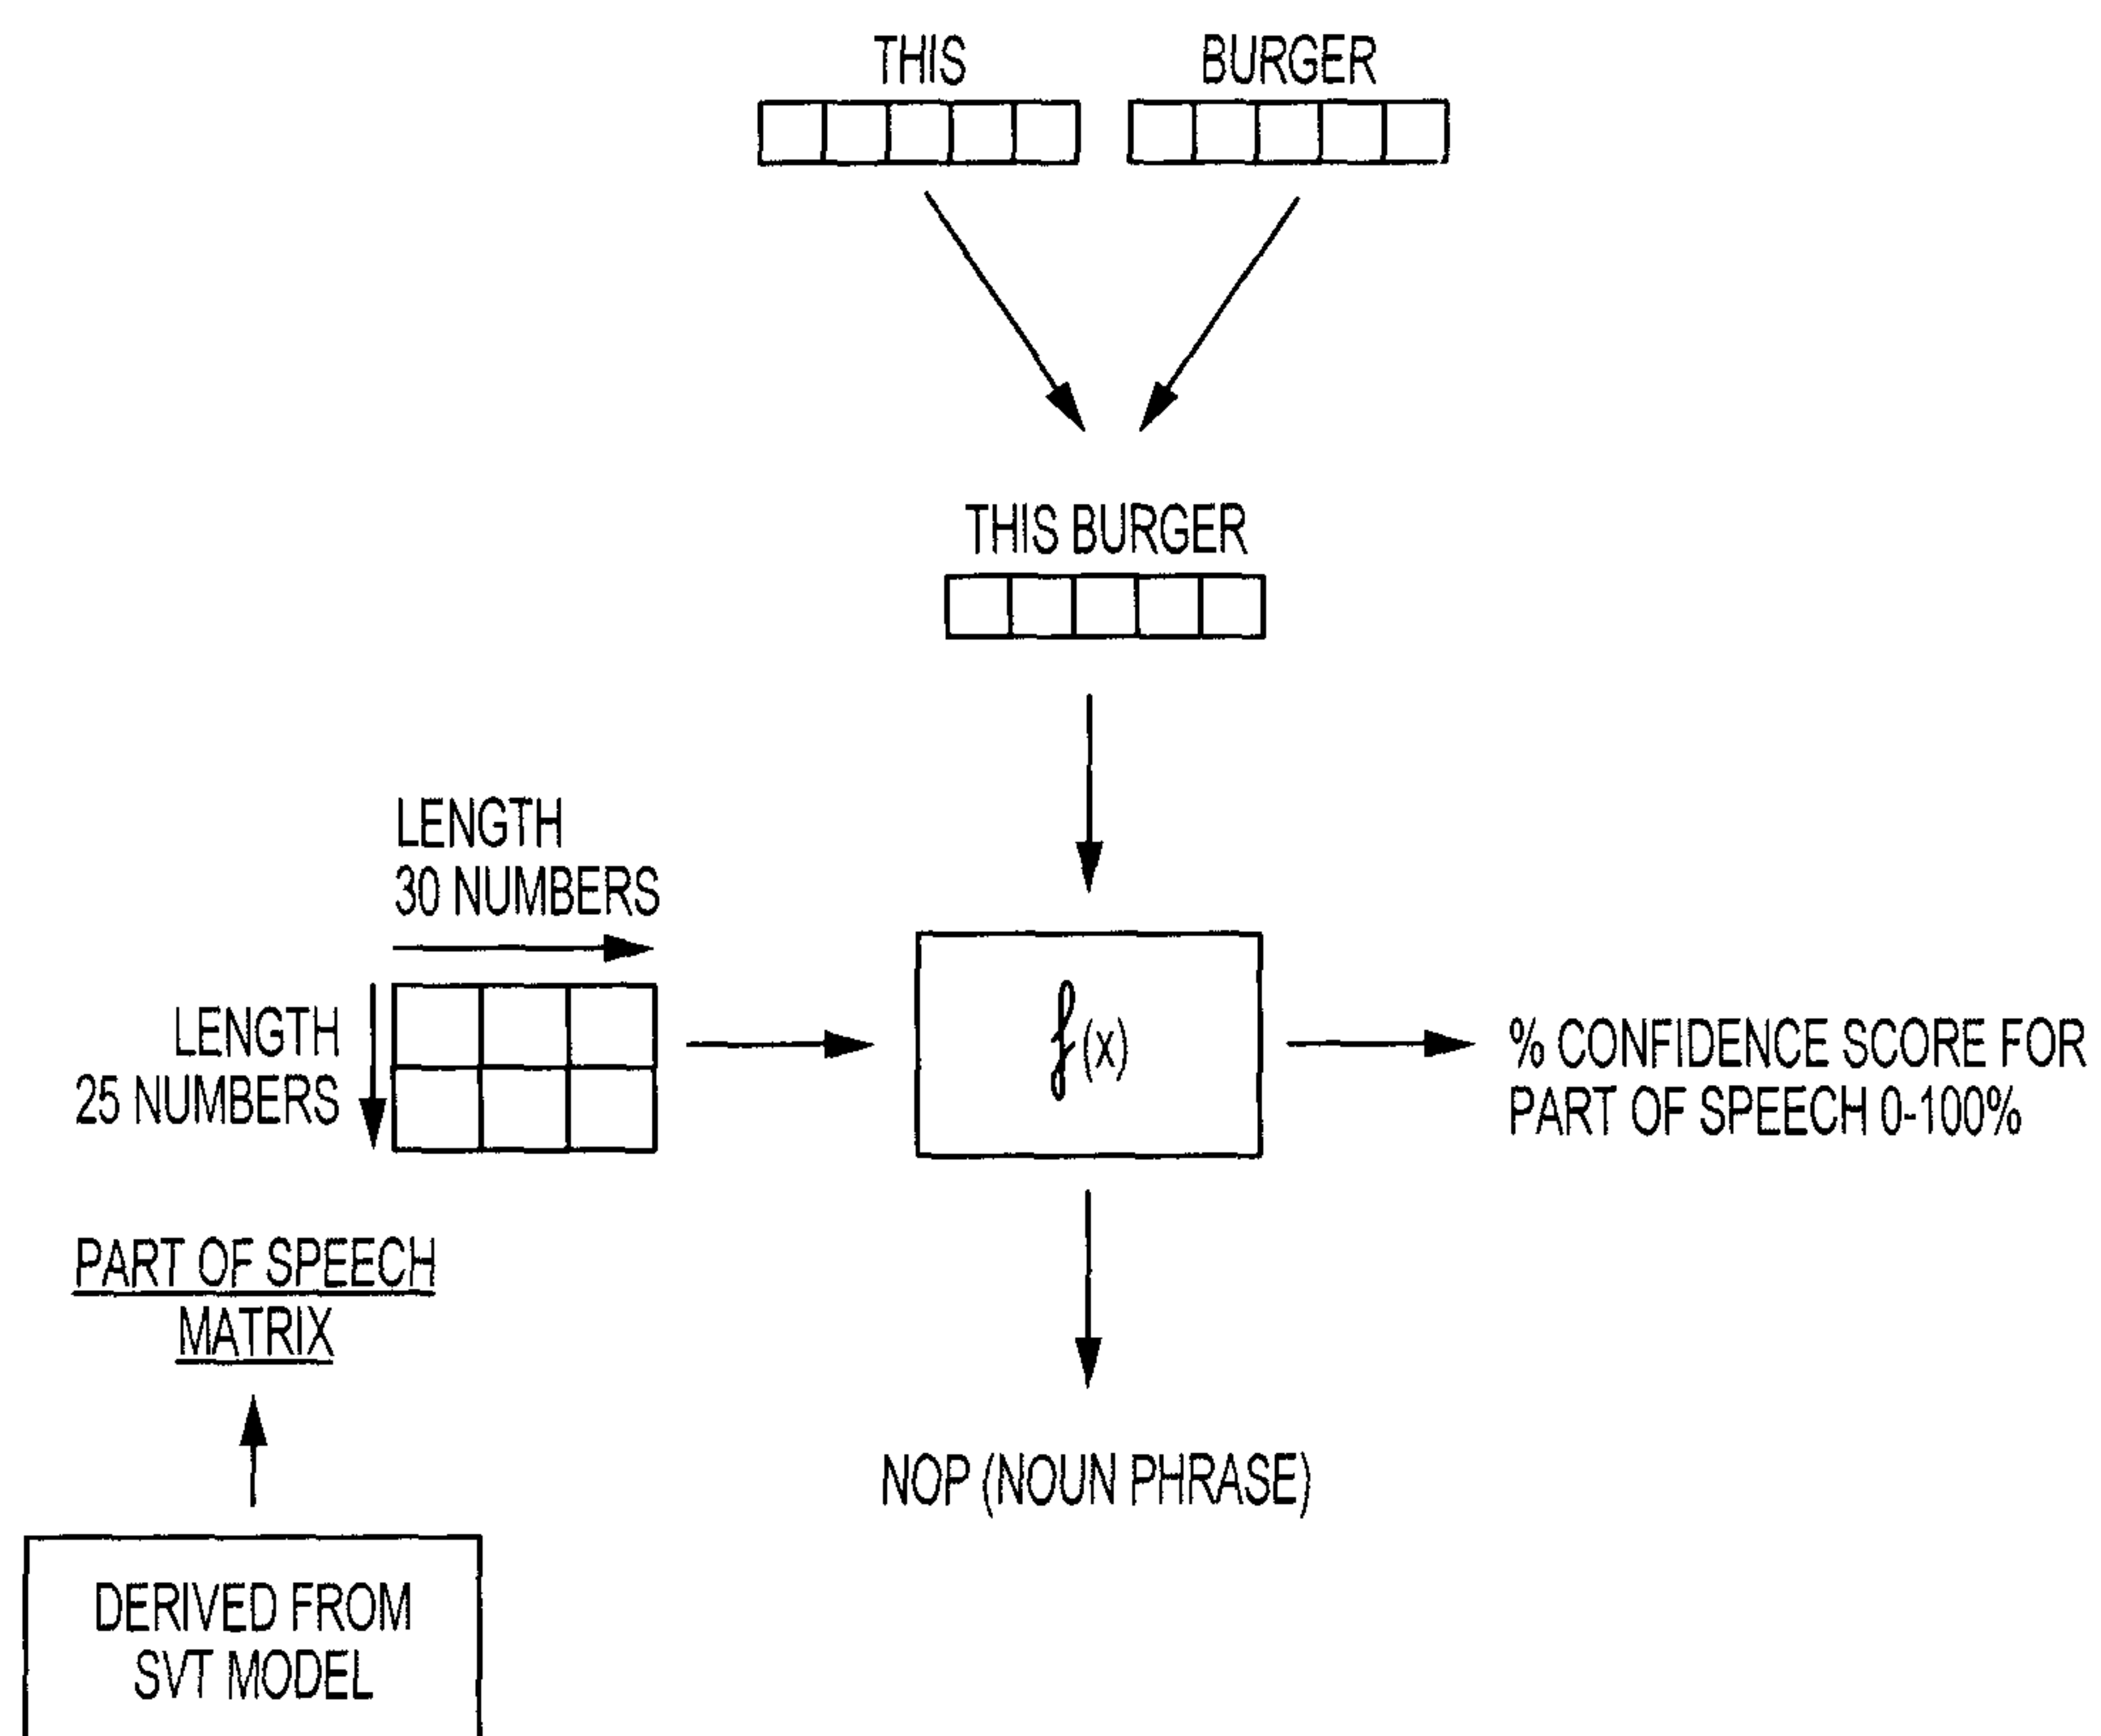 THIS
BURGER
THIS BURGER
LENGTH
30 NUMBERS
LENGTH
25 NUMBERS
f(x)
% CONFIDENCE SCORE FOR
PART OF SPEECH 0-100%
PART OF SPEECH
MATRIX
NOP (NOUN PHRASE)
DERIVED FROM
SVT MODEL